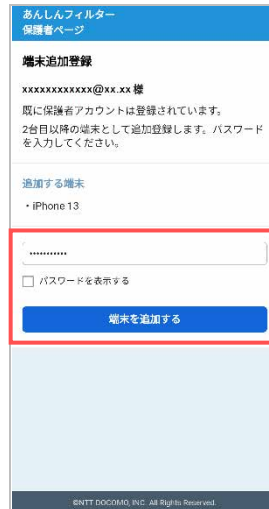 あんしんフィルター
保護者ページ
端末追加登録
xxxxxxxxxxxx@xx.xx 様
既に保護者アカウントは登録されています。
2台目以降の端末として追加登録します。パスワード
を入力してください。
追加する端末
・iPhone 13
•••••••••••
パスワードを表示する
端末を追加する
©NTT DOCOMO, INC. All Rights Reserved.